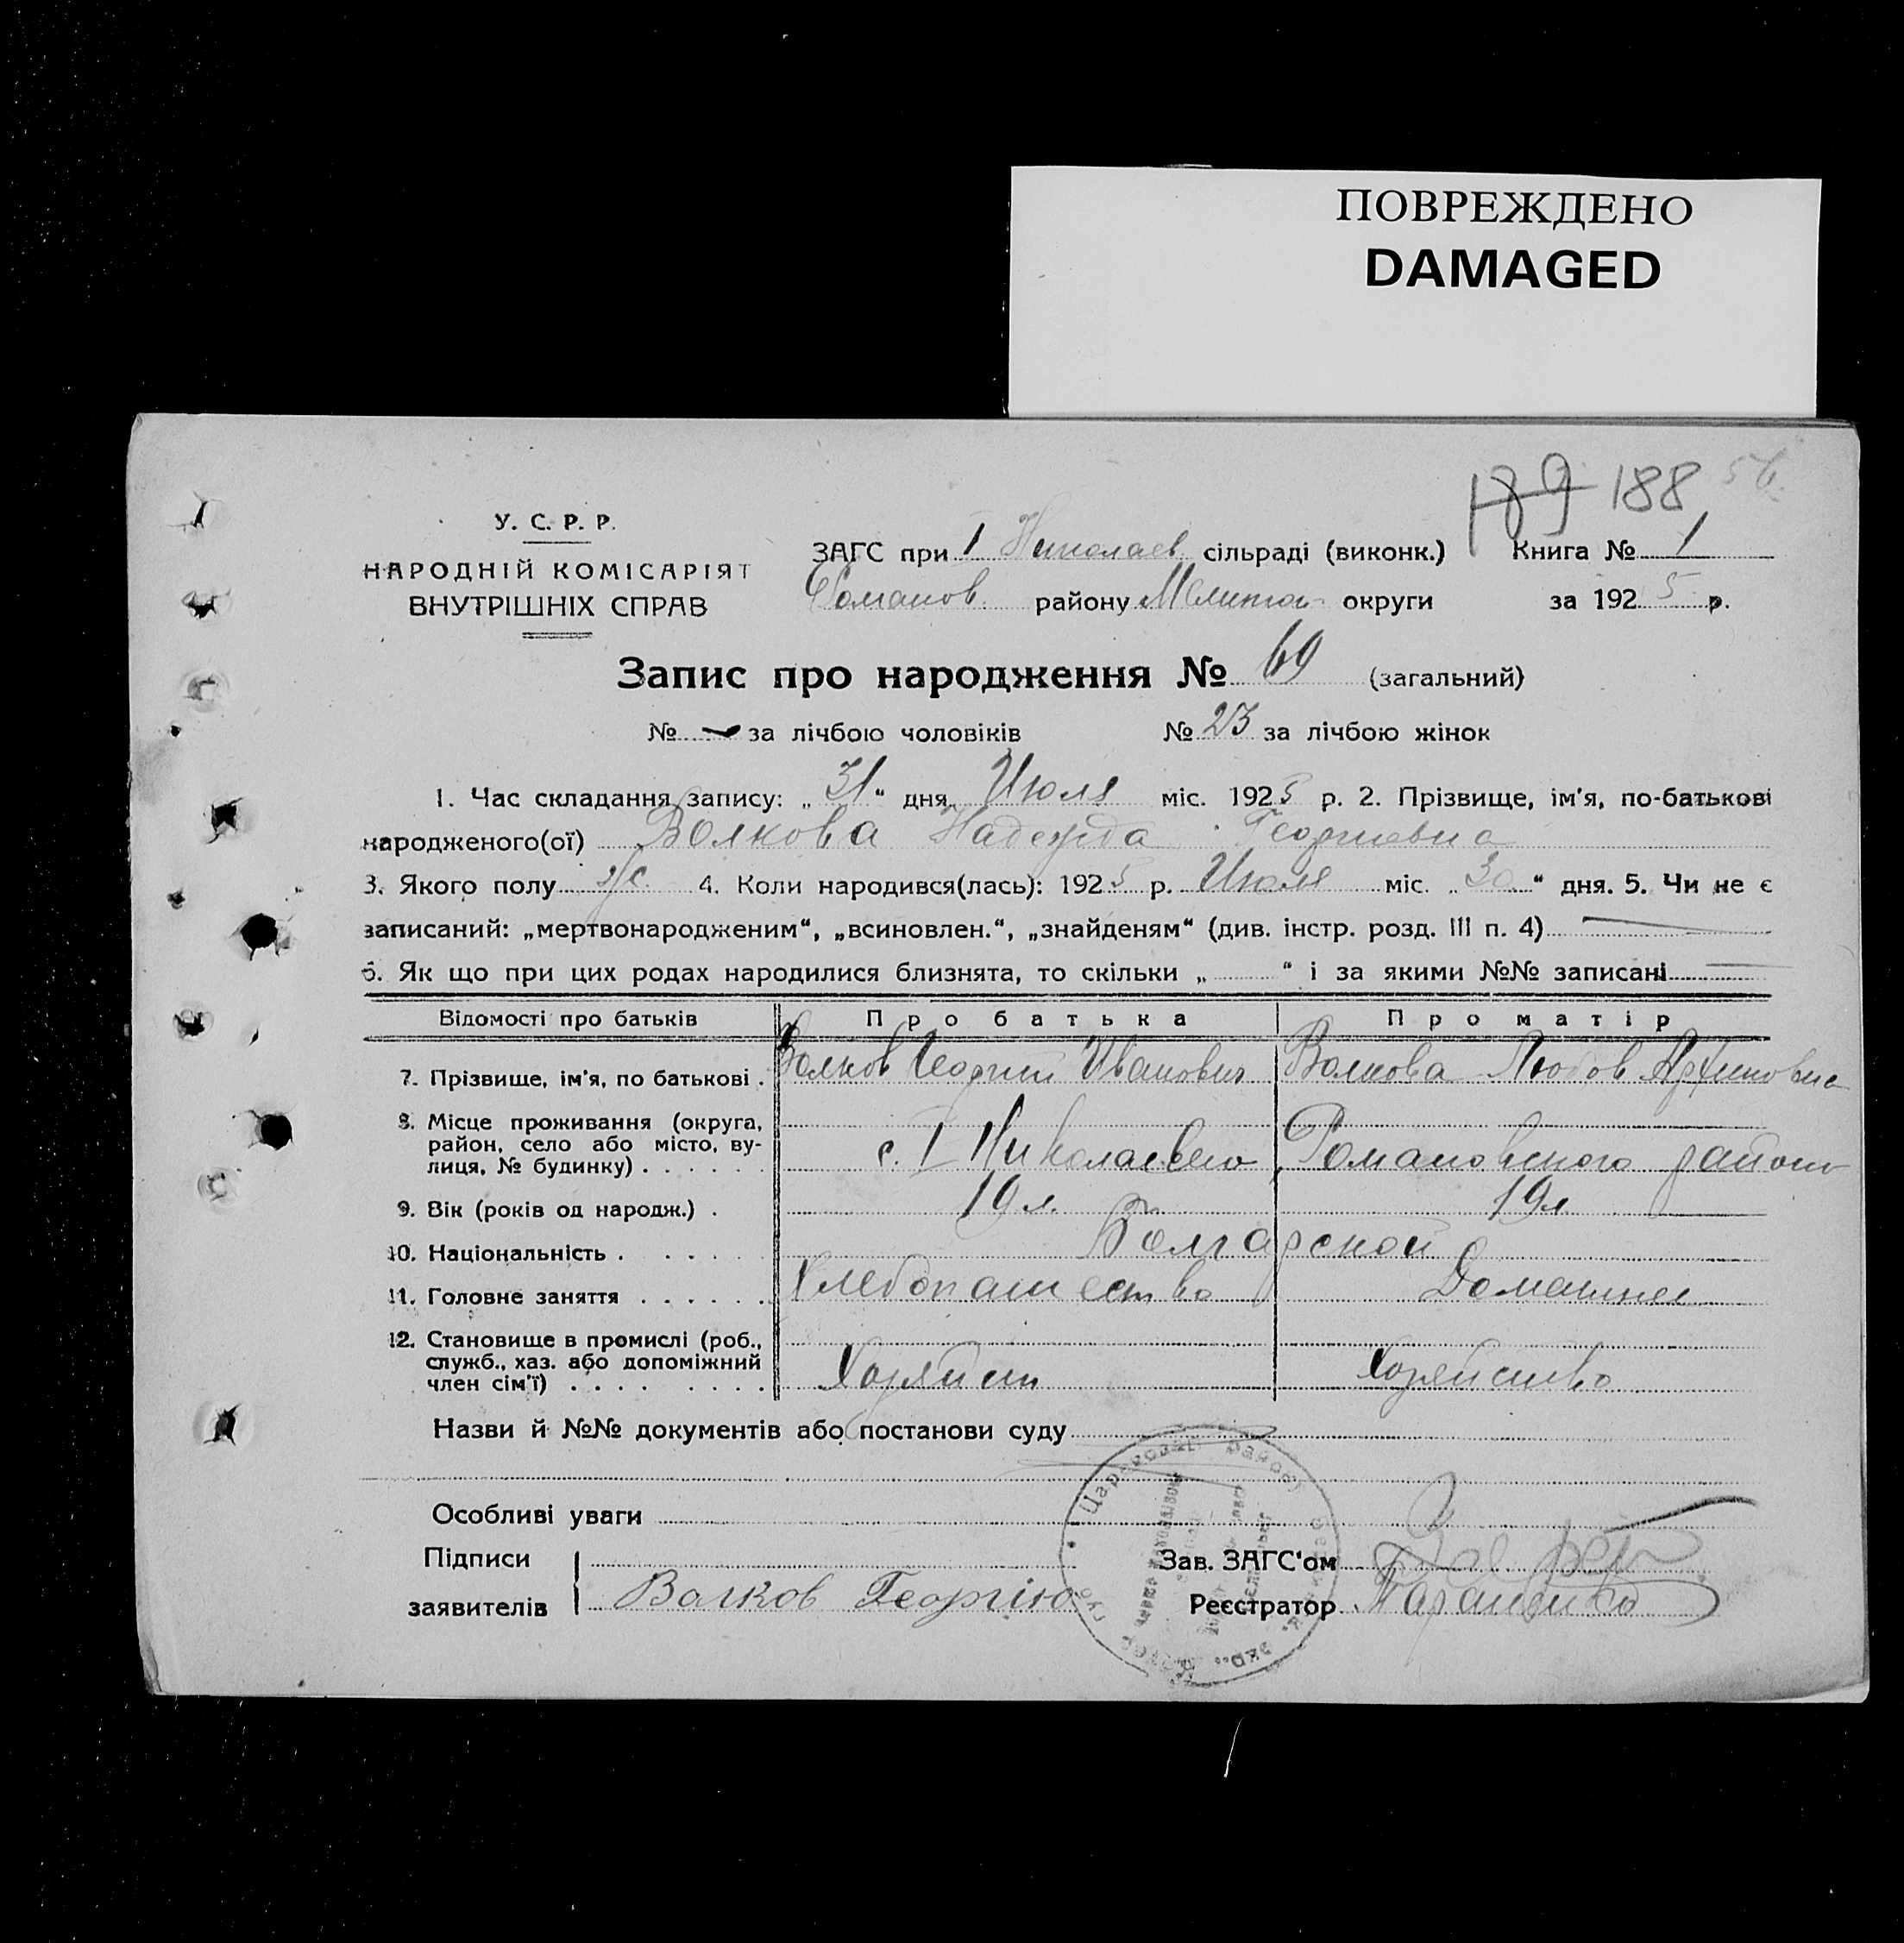 ПОВРЕЖДЕНО
DAMAGED
189 188 56
У. С. Р. Р.
НАРОДНІЙ КОМІСАРІЯТ
ВНУТРІШНІХ СПРАВ
ЗАГС при I Николаев сільраді (виконк.) Книга № 1
Романов. району Мелитоп округи за 1925 р.
Запис про народження № 69 (загальний)
№ — за лічбою чоловіків № 23 за лічбою жінок
1. Час складання запису: „31“ дня Июля міс. 1925 р. 2. Прізвище, ім'я, по-батькові
народженого(ої) Волкова Надежда Георгиевна
3. Якого полу ж. 4. Коли народився(лась): 1925 р. Июля міс. „30“ дня. 5. Чи не є
записаний: „мертвонародженим“, „всиновлен.“, „знайденям“ (див. інстр. розд. III п. 4) —
6. Як що при цих родах народилися близнята, то скільки „ “ і за якими №№ записані —
Відомості про батьків Про батька Про матір
7. Прізвище, ім'я, по батькові . Волков Георгий Иванович Волкова Любов Архиповна
8. Місце проживання (округа, район, село або місто, ву-лиця, № будинку) . . . . . . с. I Николаевка, Романовского района
9. Вік (років од народж.) . 19 л. 19 л
10. Національність . . . . . Болгарской
11. Головне заняття . . . . . . Хлебопашество Домашнее
12. Становище в промислі (роб., служб., хаз. або допоміжний член сім'ї) . . . . . . . . Хозяйств Хозяйство
Назви й №№ документів або постанови суду
Особливі уваги
Підписи
заявителів Волков Георгию
Зав. ЗАГС'ом
Реєстратор